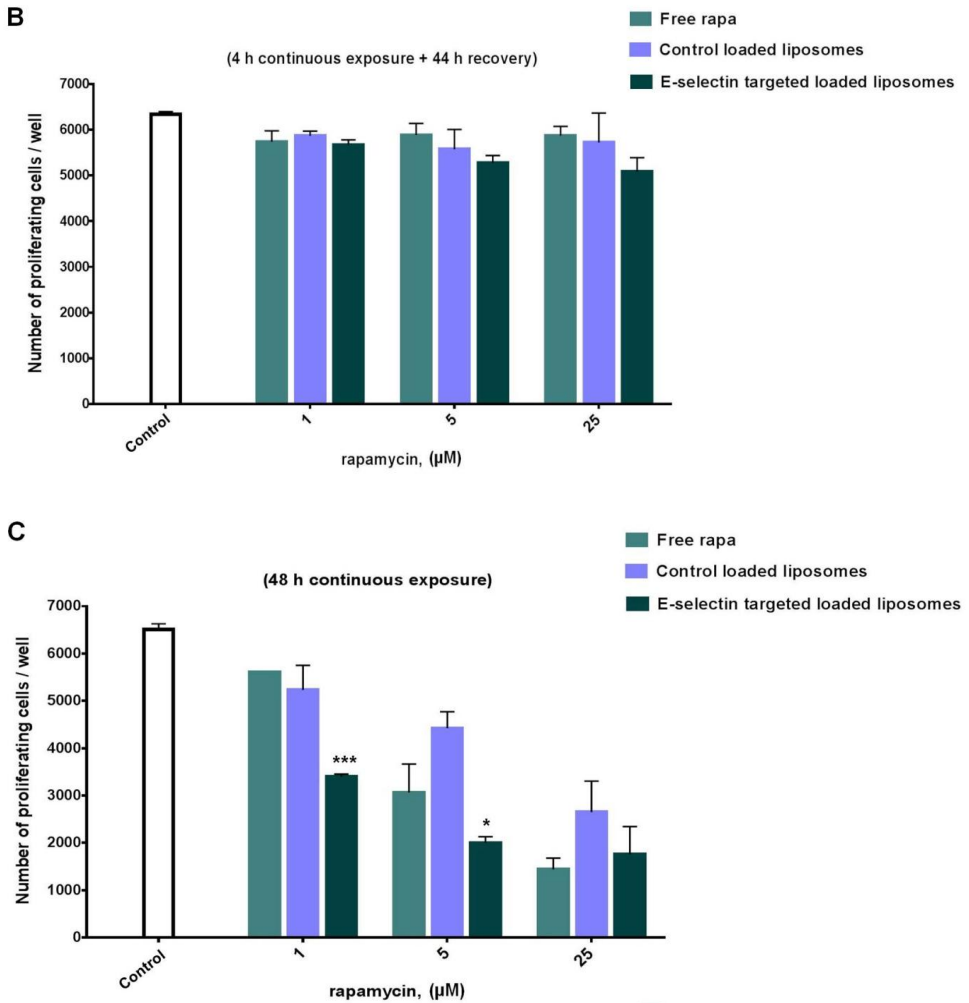 B
Free rapa
Control loaded liposomes
E-selectin targeted loaded liposomes
(4 h continuous exposure + 44 h recovery)
Number of proliferating cells / well
7000
6000
5000
4000
3000
2000
1000
0
Control
1
5
25
rapamycin, (μM)
C
Free rapa
Control loaded liposomes
E-selectin targeted loaded liposomes
(48 h continuous exposure)
Number of proliferating cells / well
7000
6000
5000
4000
3000
2000
1000
0
***
*
Control
1
5
25
rapamycin, (μM)